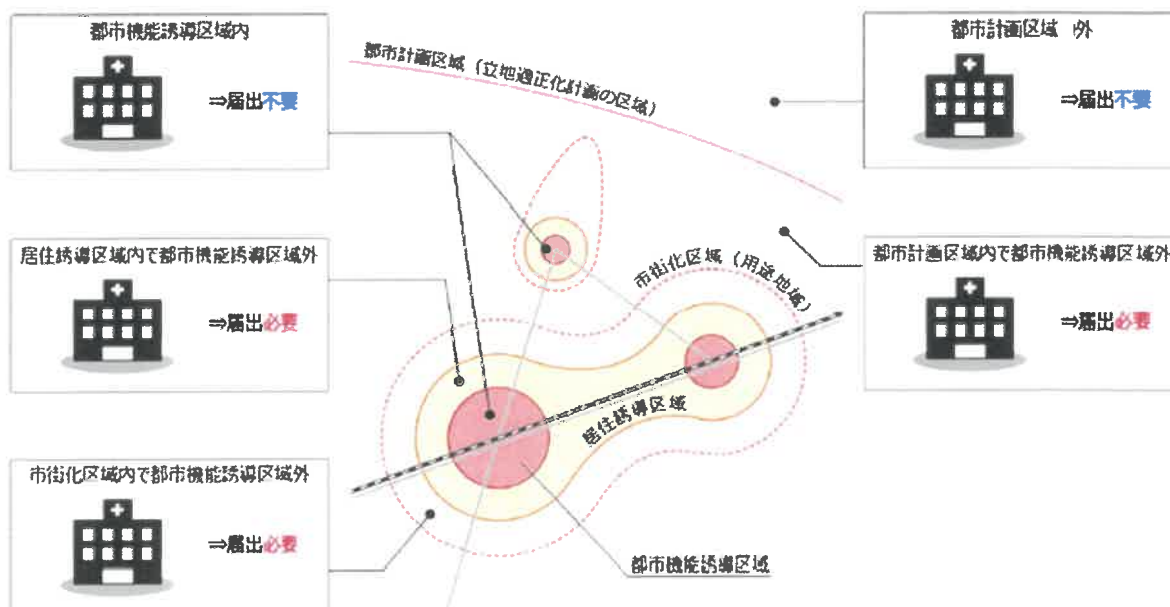 都市機能誘導区域内
⇒届出不要
居住誘導区域内で都市機能誘導区域外
⇒届出必要
市街化区域内で都市機能誘導区域外
⇒届出必要
都市計画区域（立地適正化計画の区域）
市街化区域（用途地域）
居住誘導区域
都市機能誘導区域
都市計画区域 外
⇒届出不要
都市計画区域内で都市機能誘導区域外
⇒届出必要